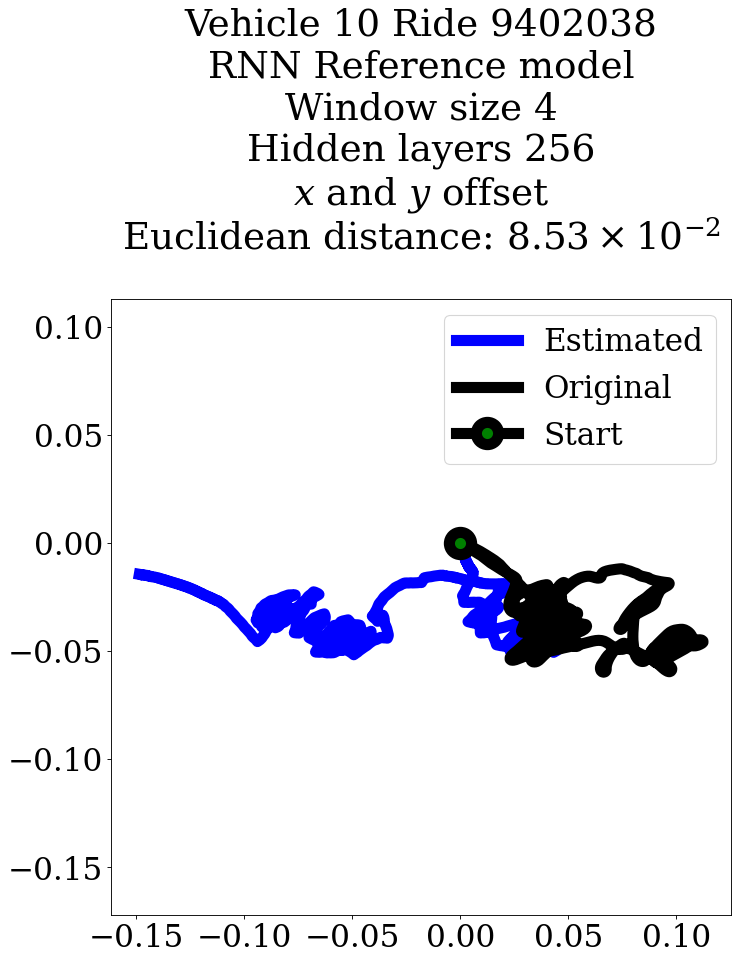 Vehicle 10 Ride 9402038
RNN Reference model
Window size 4
Hidden layers 256
x and y offset
Euclidean distance: 8.53 × 10⁻²
Estimated
Original
Start
0.10
0.05
0.00
−0.05
−0.10
−0.15
−0.15 −0.10 −0.05 0.00 0.05 0.10